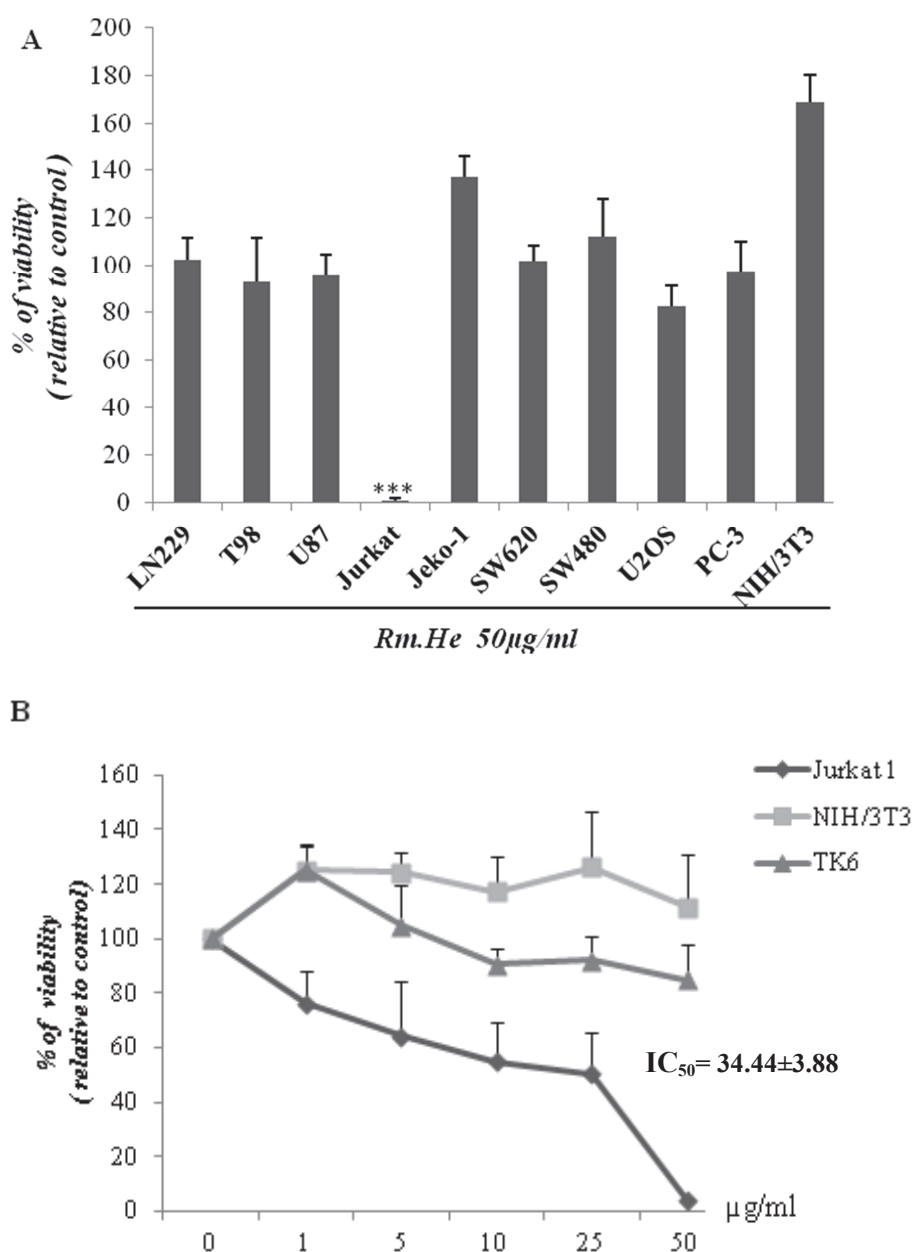 A
200
180
160
140
120
100
80
60
40
20
0
% of viability
(relative to control)
***
LN229
T98
U87
Jurkat
Jeko-1
SW620
SW480
U2OS
PC-3
NIH/3T3
Rm.He 50µg/ml
B
160
140
120
100
80
60
40
20
0
% of viability
(relative to control)
Jurkat1
NIH/3T3
TK6
IC50= 34.44±3.88
µg/ml
0 1 5 10 25 50